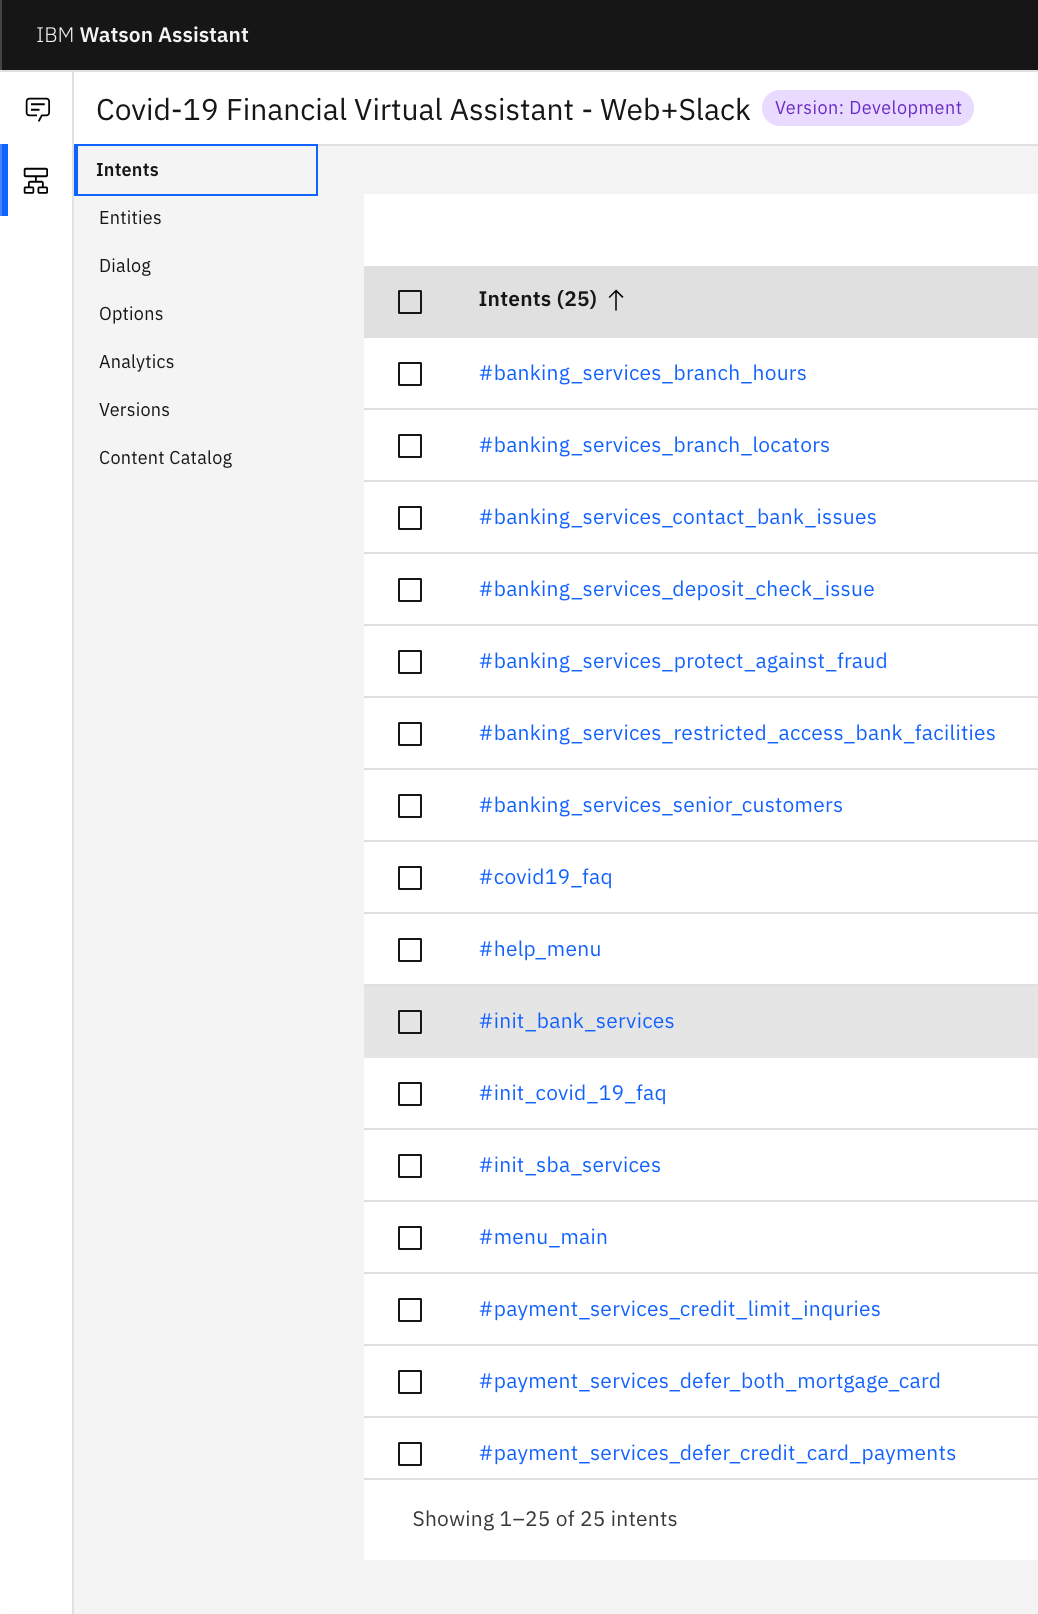 IBM Watson Assistant
Covid-19 Financial Virtual Assistant - Web+Slack
Version: Development
Intents
Entities
Dialog
Options
Analytics
Versions
Content Catalog
Intents (25) ↑
#banking_services_branch_hours
#banking_services_branch_locators
#banking_services_contact_bank_issues
#banking_services_deposit_check_issue
#banking_services_protect_against_fraud
#banking_services_restricted_access_bank_facilities
#banking_services_senior_customers
#covid19_faq
#help_menu
#init_bank_services
#init_covid_19_faq
#init_sba_services
#menu_main
#payment_services_credit_limit_inquries
#payment_services_defer_both_mortgage_card
#payment_services_defer_credit_card_payments
Showing 1–25 of 25 intents